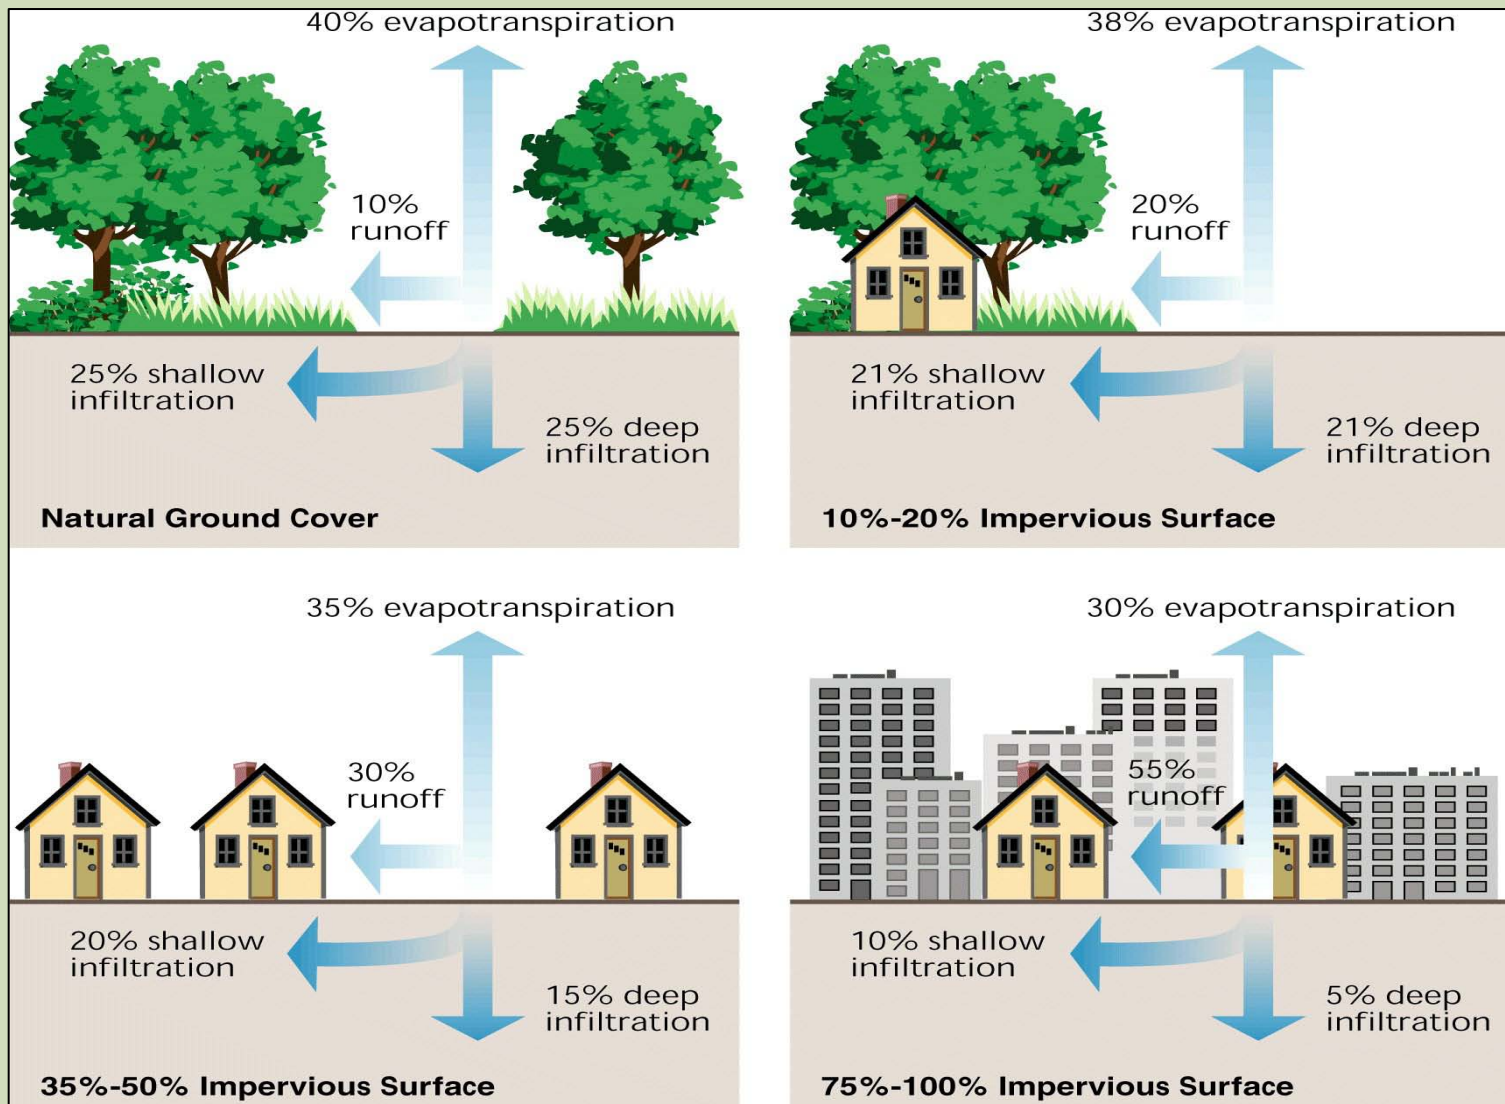 40% evapotranspiration
10%
runoff
25% shallow
infiltration
25% deep
infiltration
Natural Ground Cover
38% evapotranspiration
20%
runoff
21% shallow
infiltration
21% deep
infiltration
10%-20% Impervious Surface
35% evapotranspiration
30%
runoff
20% shallow
infiltration
15% deep
infiltration
35%-50% Impervious Surface
30% evapotranspiration
55%
runoff
10% shallow
infiltration
5% deep
infiltration
75%-100% Impervious Surface